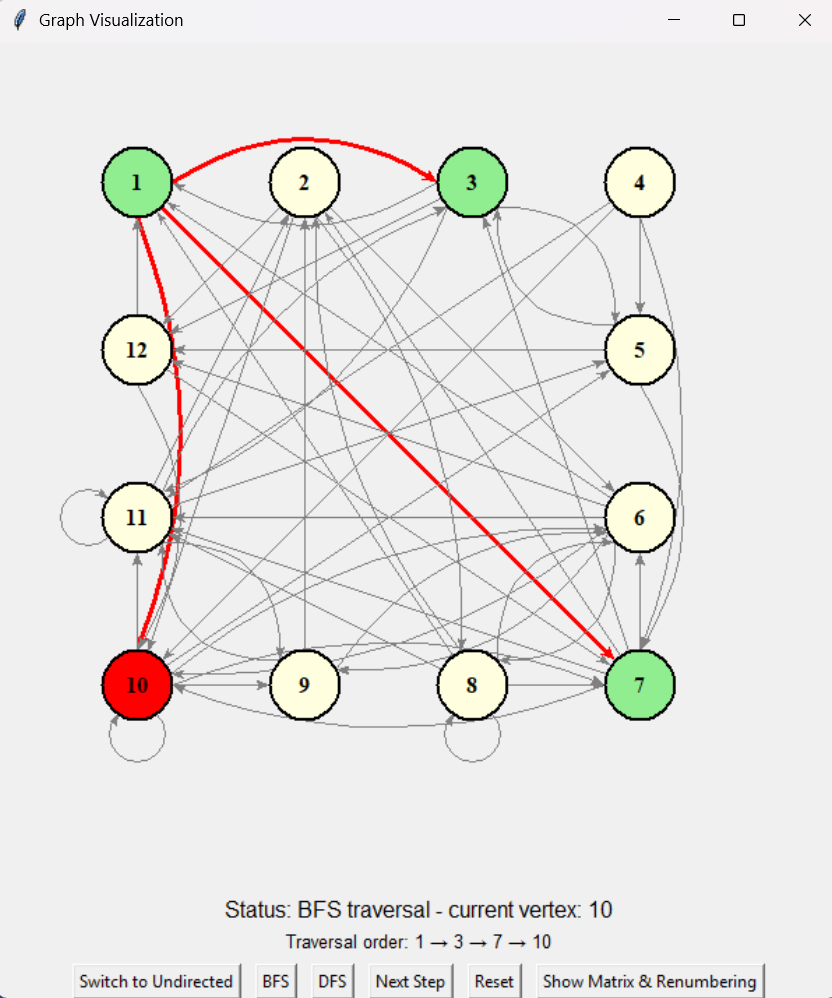 Graph Visualization
1 2 3 4
12 5
11 6
10 9 8 7
Status: BFS traversal - current vertex: 10
Traversal order: 1 → 3 → 7 → 10
Switch to Undirected BFS DFS Next Step Reset Show Matrix & Renumbering